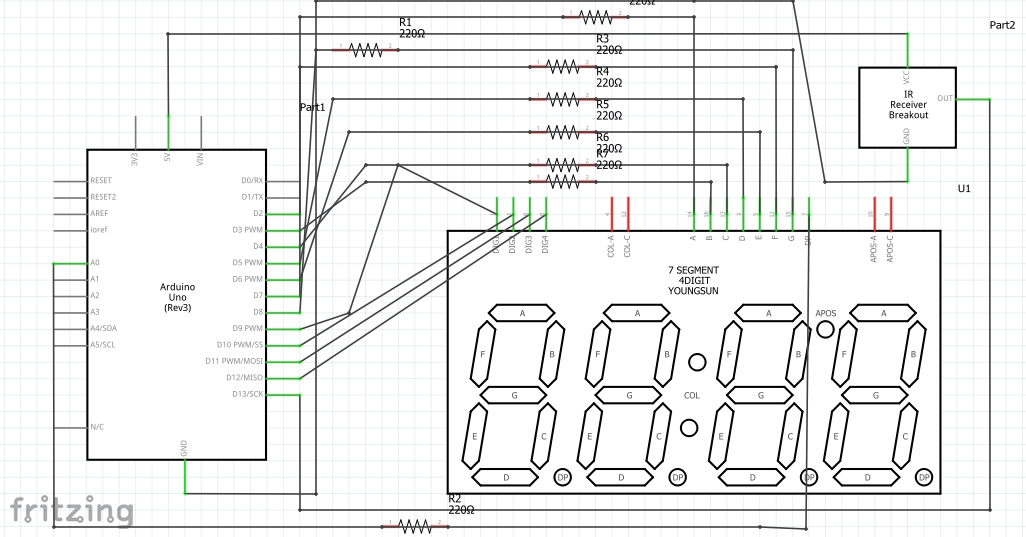 220Ω
R1
220Ω
R3
220Ω
R4
220Ω
R5
220Ω
R6
220Ω
R7
220Ω
Part2
VCC
IR
Receiver
Breakout
OUT
GND
Part1
3V3
5V
VIN
RESET
RESET2
AREF
ioref
A0
A1
A2
A3
A4/SDA
A5/SCL
N/C
Arduino
Uno
(Rev3)
D0/RX
D1/TX
D2
D3 PWM
D4
D5 PWM
D6 PWM
D7
D8
D9 PWM
D10 PWM/SS
D11 PWM/MOSI
D12/MISO
D13/SCK
GND
U1
DIG1
DIG2
DIG3
DIG4
COL-A
COL-C
A
B
C
D
E
F
G
DP
APOS-A
APOS-C
7 SEGMENT
4DIGIT
YOUNGSUN
A
A
A
APOS
A
F
B
F
B
F
B
F
B
G
G
COL
G
G
E
C
E
C
E
C
E
C
D
DP
D
DP
D
DP
D
DP
R2
220Ω
fritzing